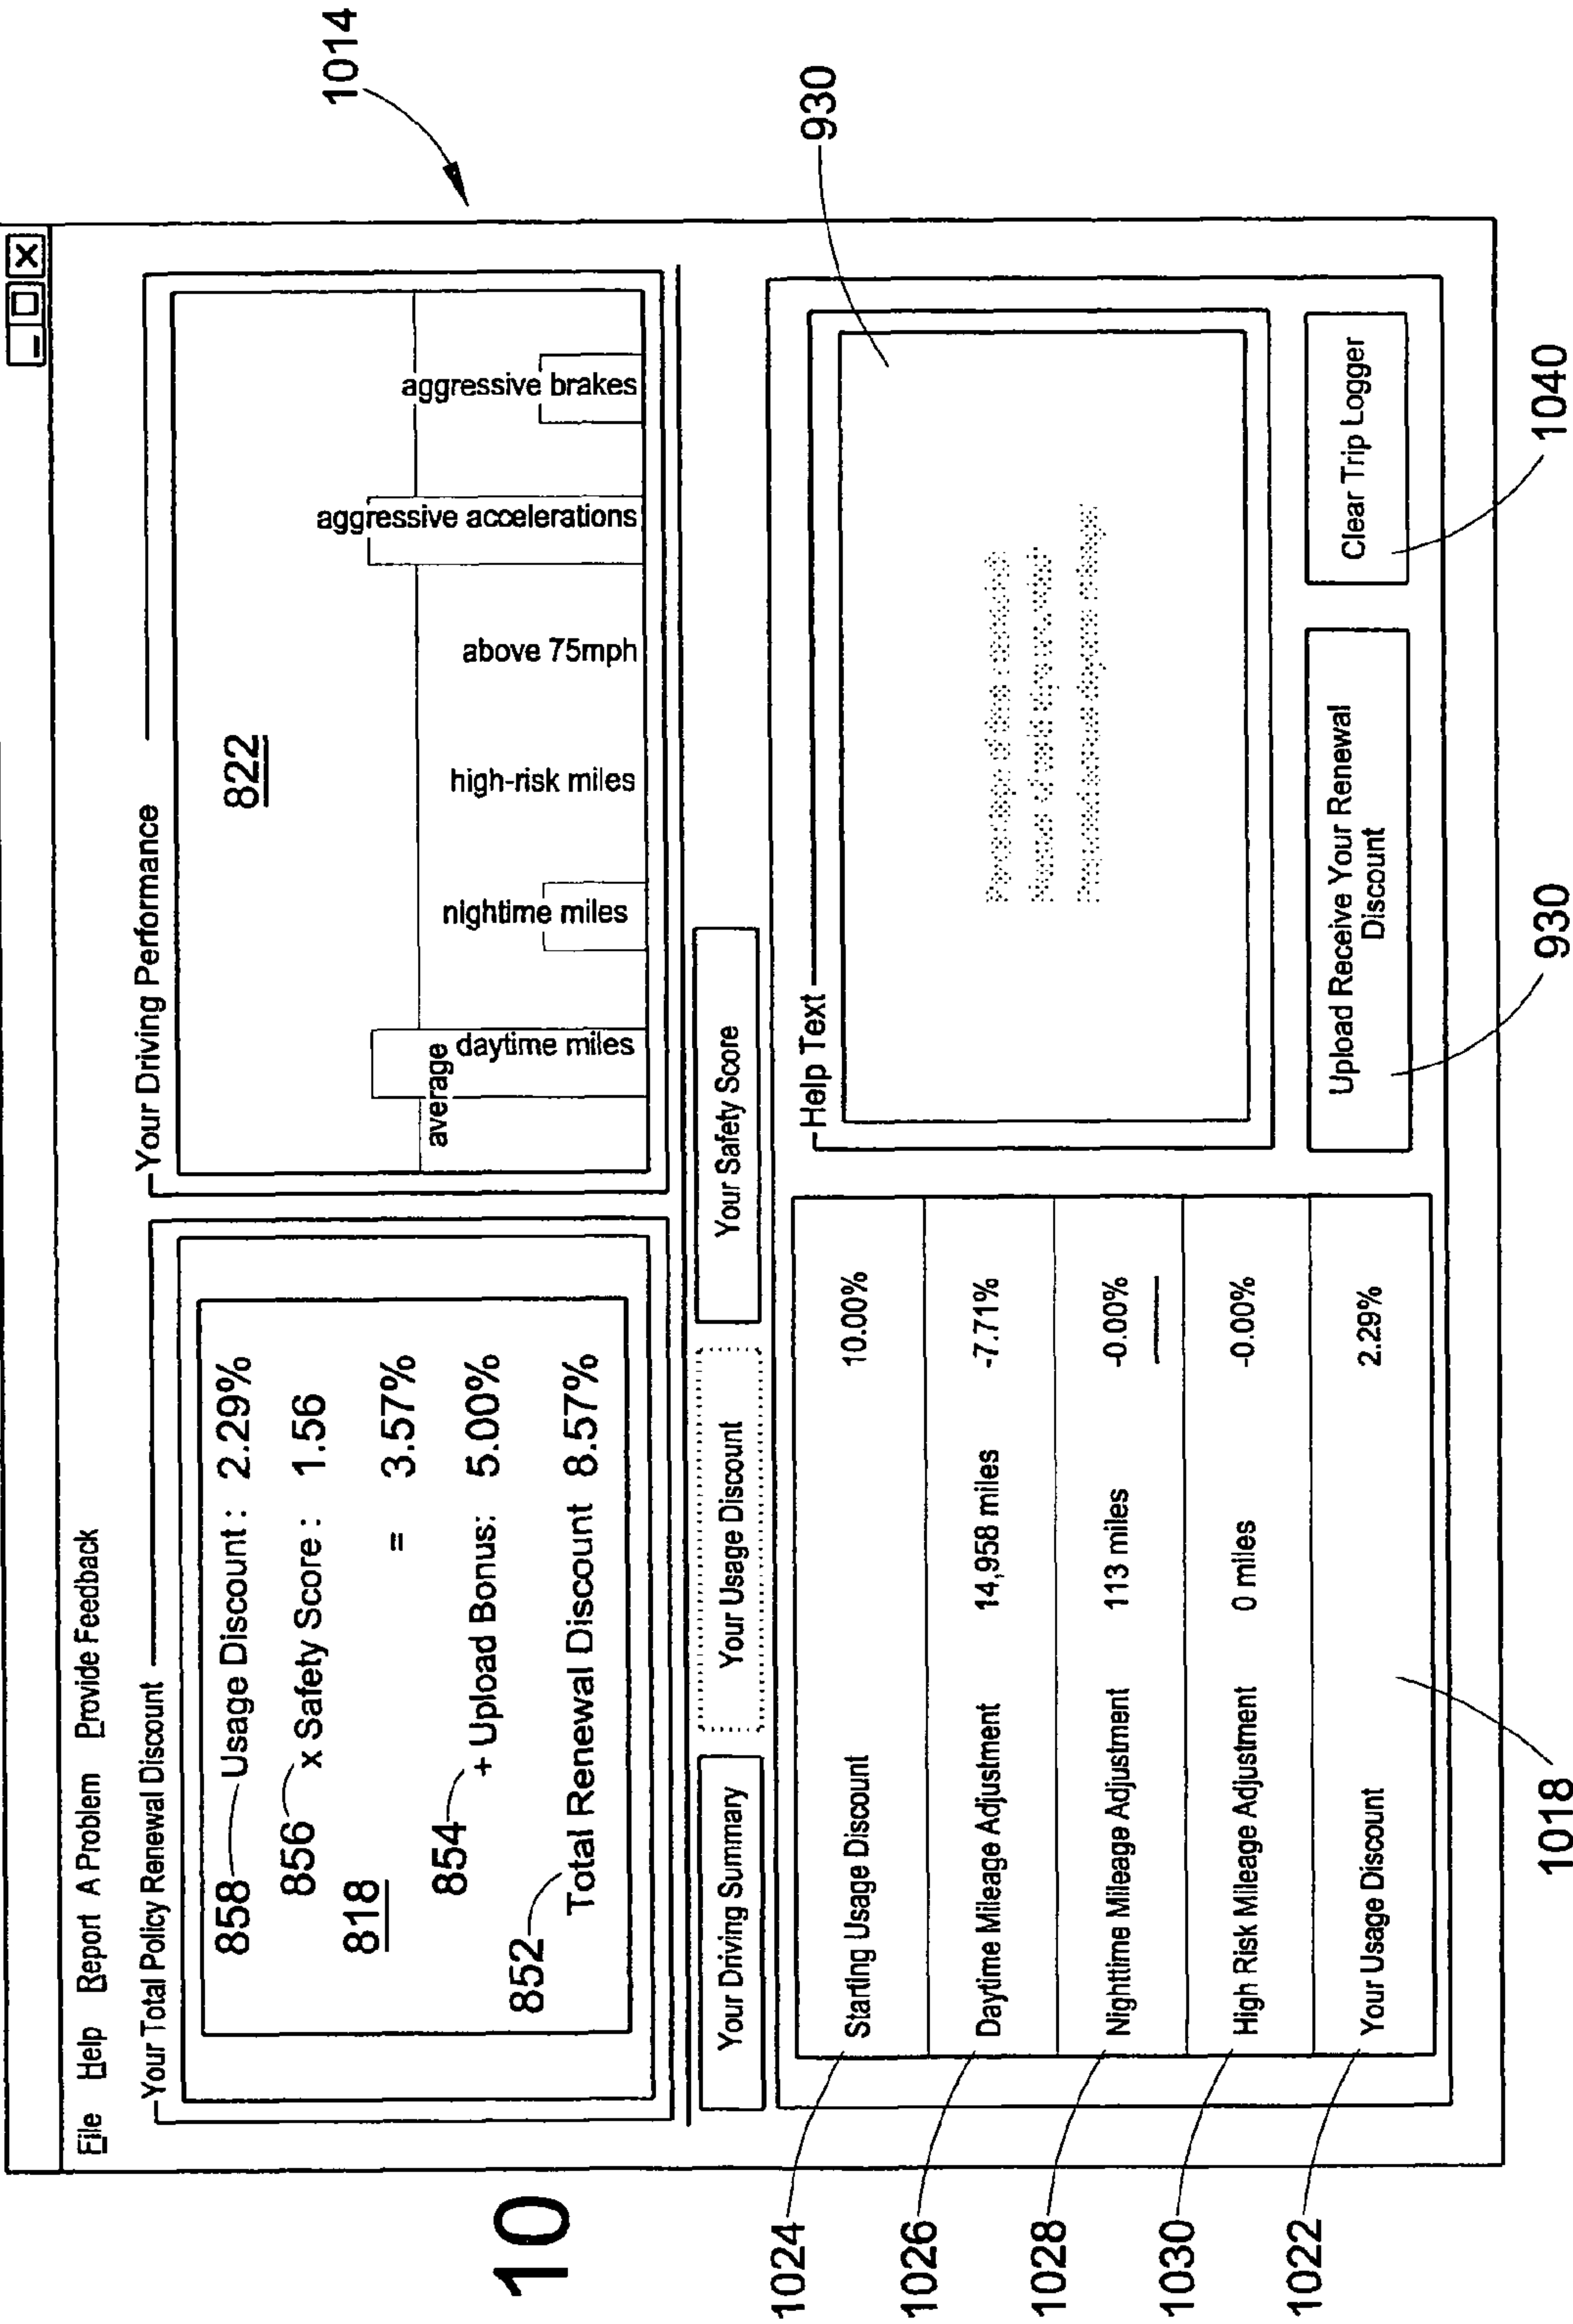 1014
File Help Report A Problem Provide Feedback
Your Total Policy Renewal Discount
858 Usage Discount : 2.29%
856 x Safety Score : 1.56
818 = 3.57%
854 + Upload Bonus: 5.00%
852 Total Renewal Discount 8.57%
Your Driving Performance
822
average
daytime miles
nightime miles
high-risk miles
above 75mph
aggressive accelerations
aggressive brakes
10
Your Driving Summary
Your Usage Discount
Your Safety Score
1024 Starting Usage Discount 10.00%
1026 Daytime Mileage Adjustment 14,958 miles -7.71%
1028 Nighttime Mileage Adjustment 113 miles -0.00%
1030 High Risk Mileage Adjustment 0 miles -0.00%
1022 Your Usage Discount 2.29%
1018
Help Text
930
Upload Receive Your Renewal
Discount
Clear Trip Logger
930
1040